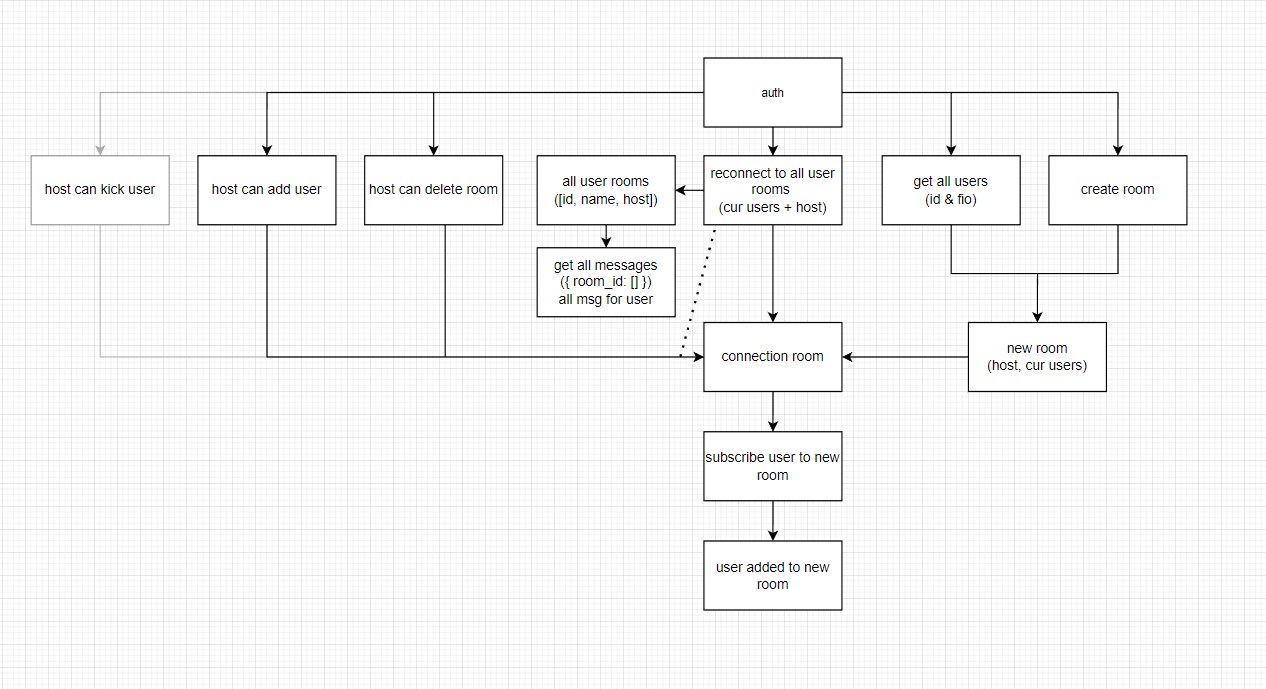 auth
host can kick user
host can add user
host can delete room
all user rooms
([id, name, host])
reconnect to all user
rooms
(cur users + host)
get all users
(id & fio)
create room
get all messages
({ room_id: [] })
all msg for user
connection room
new room
(host, cur users)
subscribe user to new
room
user added to new
room